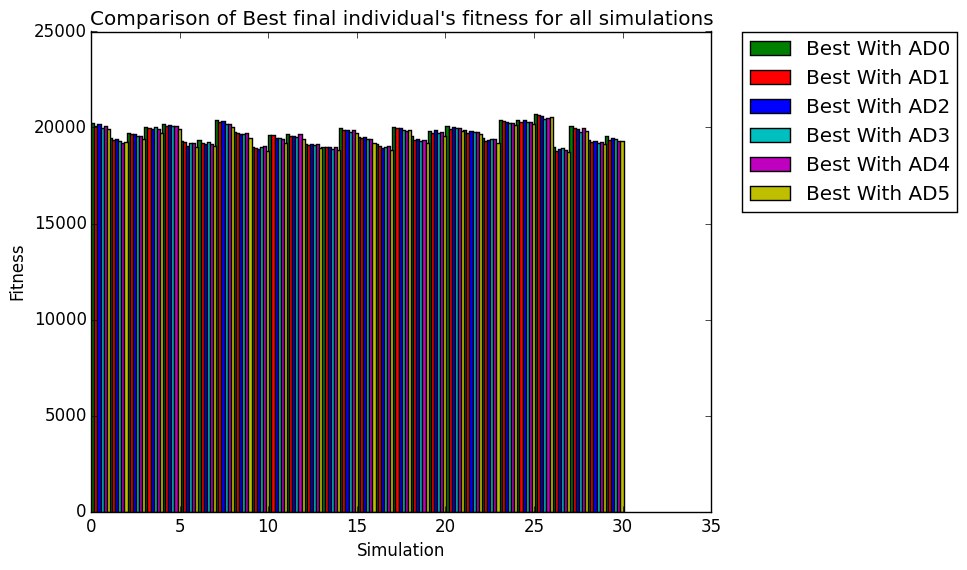 Comparison of Best final individual's fitness for all simulations
25000
20000
15000
10000
5000
0
Fitness
0 5 10 15 20 25 30 35
Simulation
Best With AD0
Best With AD1
Best With AD2
Best With AD3
Best With AD4
Best With AD5